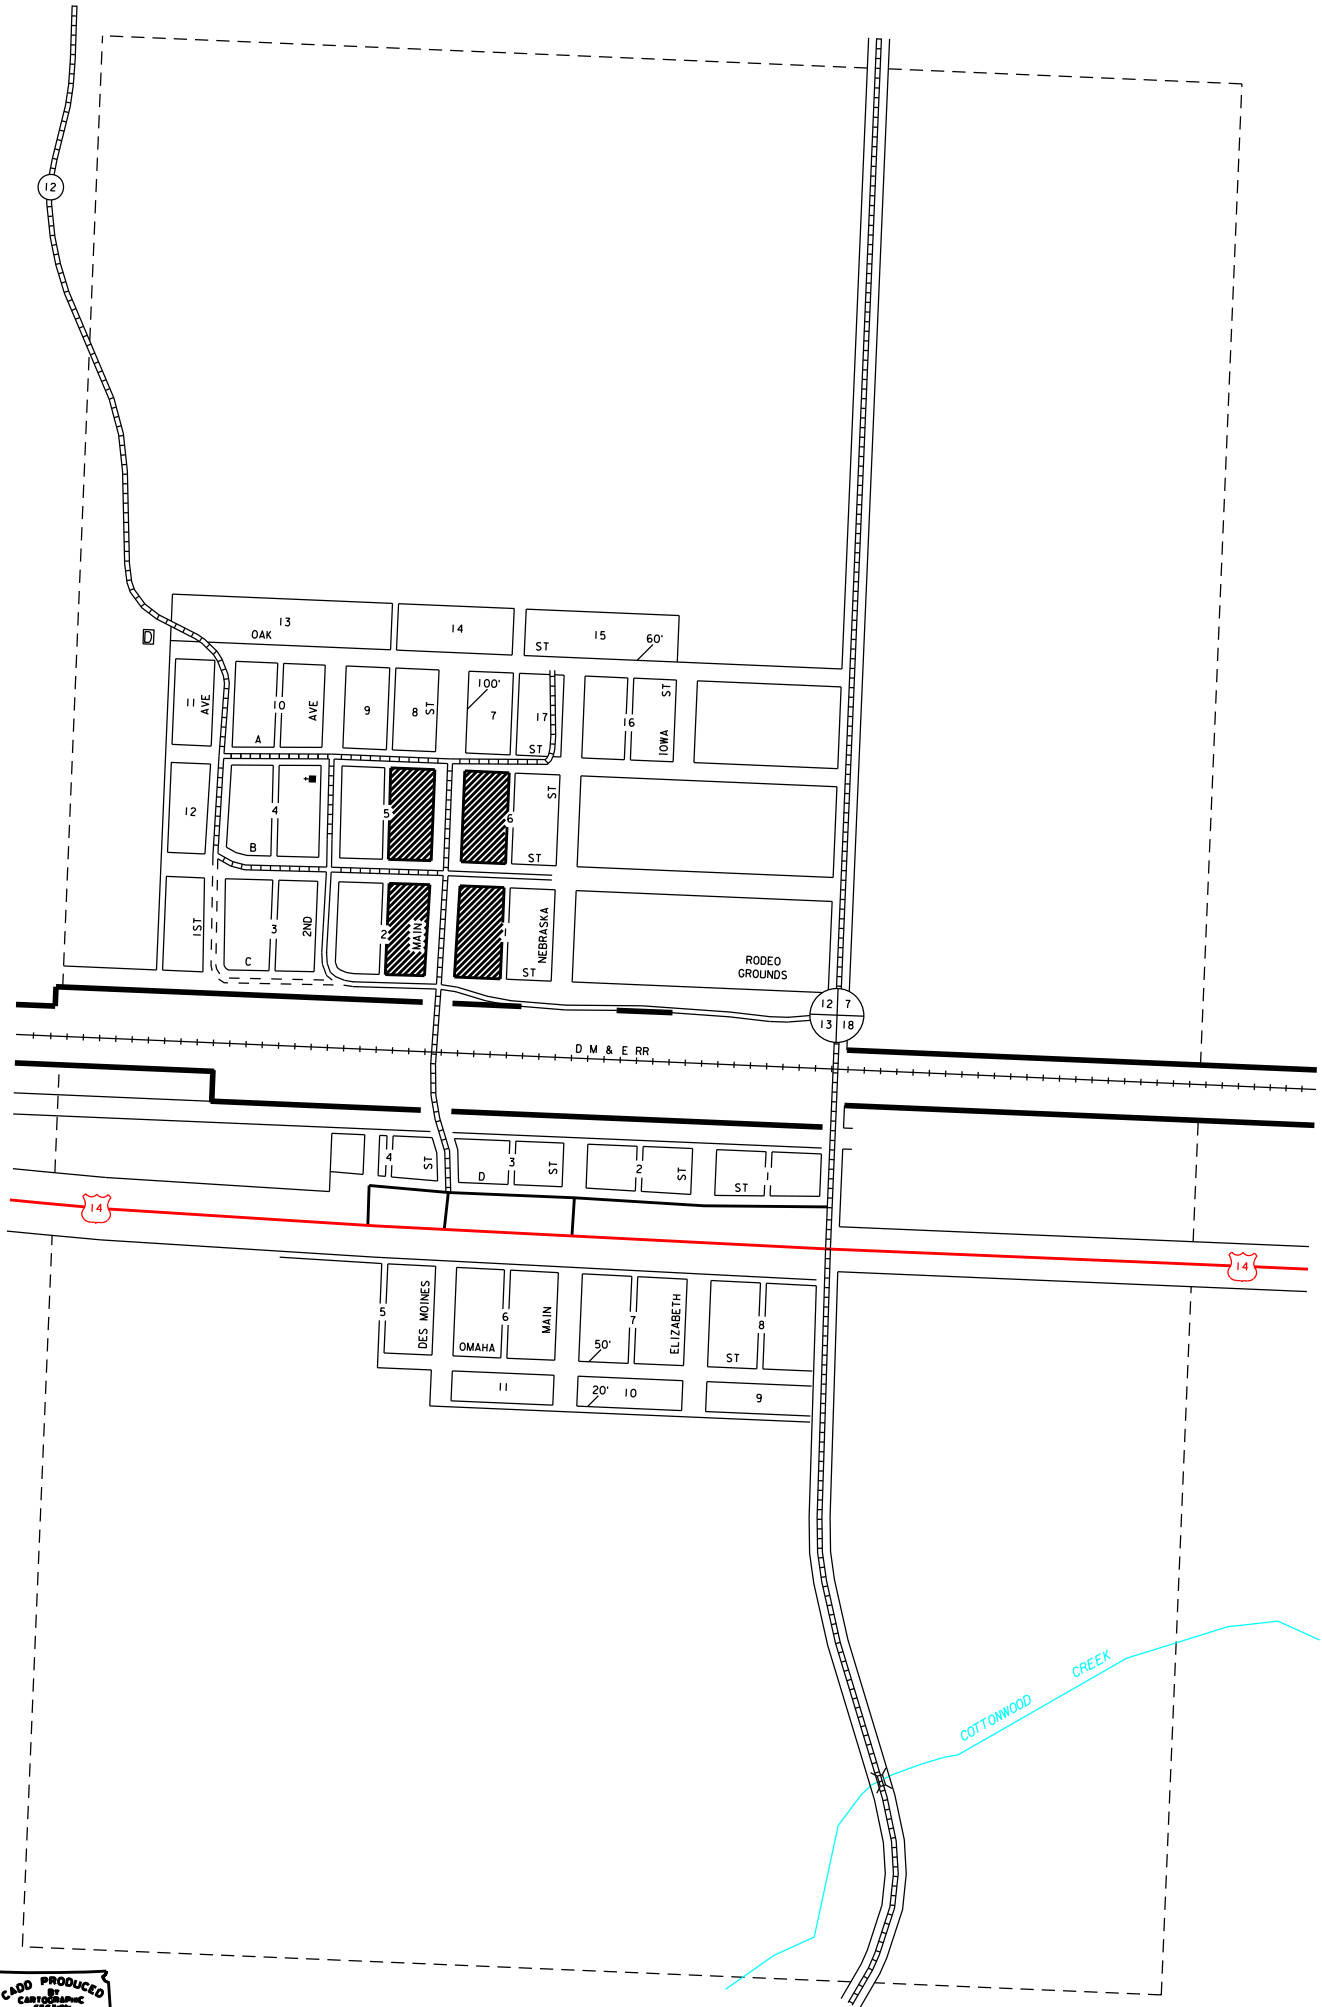 12
13
OAK
14
15
ST
60'
11
AVE
10
AVE
A
9
8
ST
100'
7
17
ST
16
ST
IOWA
12
4
B
5
6
ST
ST
1ST
3
2ND
C
2
MAIN
1
NEBRASKA
ST
RODEO
GROUNDS
12 7
13 18
D M & E RR
4
ST
3
D
ST
2
ST
ST
1
14
14
5
DES MOINES
6
OMAHA
MAIN
7
50'
ELIZABETH
8
ST
11
20' 10
9
COTTONWOOD CREEK
CADD PRODUCED
BY
CARTOGRAPHIC